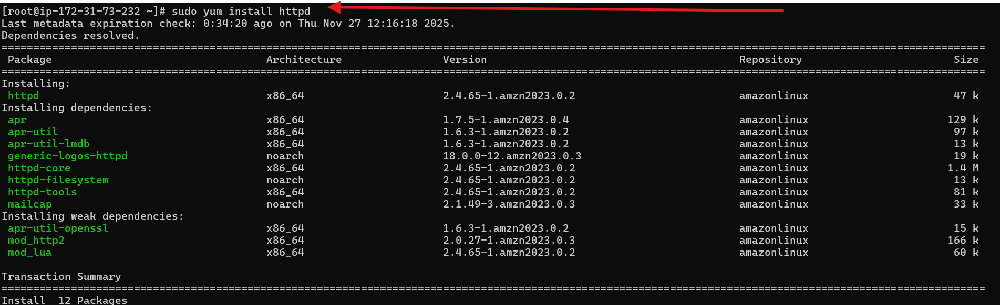 [root@ip-172-31-73-232 ~]# sudo yum install httpd
Last metadata expiration check: 0:34:20 ago on Thu Nov 27 12:16:18 2025.
Dependencies resolved.
================================================================================
Package Architecture Version Repository Size
================================================================================
Installing:
httpd x86_64 2.4.65-1.amzn2023.0.2 amazonlinux 47 k
Installing dependencies:
apr x86_64 1.7.5-1.amzn2023.0.4 amazonlinux 129 k
apr-util x86_64 1.6.3-1.amzn2023.0.2 amazonlinux 97 k
apr-util-lmdb x86_64 1.6.3-1.amzn2023.0.2 amazonlinux 13 k
generic-logos-httpd noarch 18.0.0-12.amzn2023.0.3 amazonlinux 19 k
httpd-core x86_64 2.4.65-1.amzn2023.0.2 amazonlinux 1.4 M
httpd-filesystem noarch 2.4.65-1.amzn2023.0.2 amazonlinux 13 k
httpd-tools x86_64 2.4.65-1.amzn2023.0.2 amazonlinux 81 k
mailcap noarch 2.1.49-3.amzn2023.0.3 amazonlinux 33 k
Installing weak dependencies:
apr-util-openssl x86_64 1.6.3-1.amzn2023.0.2 amazonlinux 15 k
mod_http2 x86_64 2.0.27-1.amzn2023.0.3 amazonlinux 166 k
mod_lua x86_64 2.4.65-1.amzn2023.0.2 amazonlinux 60 k
Transaction Summary
================================================================================
Install 12 Packages